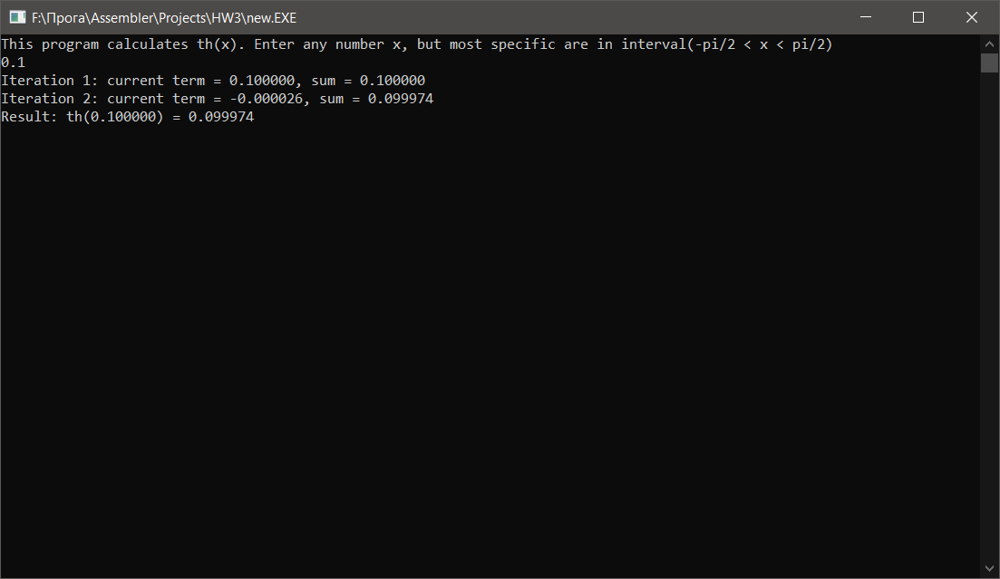 F:\Прога\Assembler\Projects\HW3\new.EXE
This program calculates th(x). Enter any number x, but most specific are in interval(-pi/2 < x < pi/2)
0.1
Iteration 1: current term = 0.100000, sum = 0.100000
Iteration 2: current term = -0.000026, sum = 0.099974
Result: th(0.100000) = 0.099974